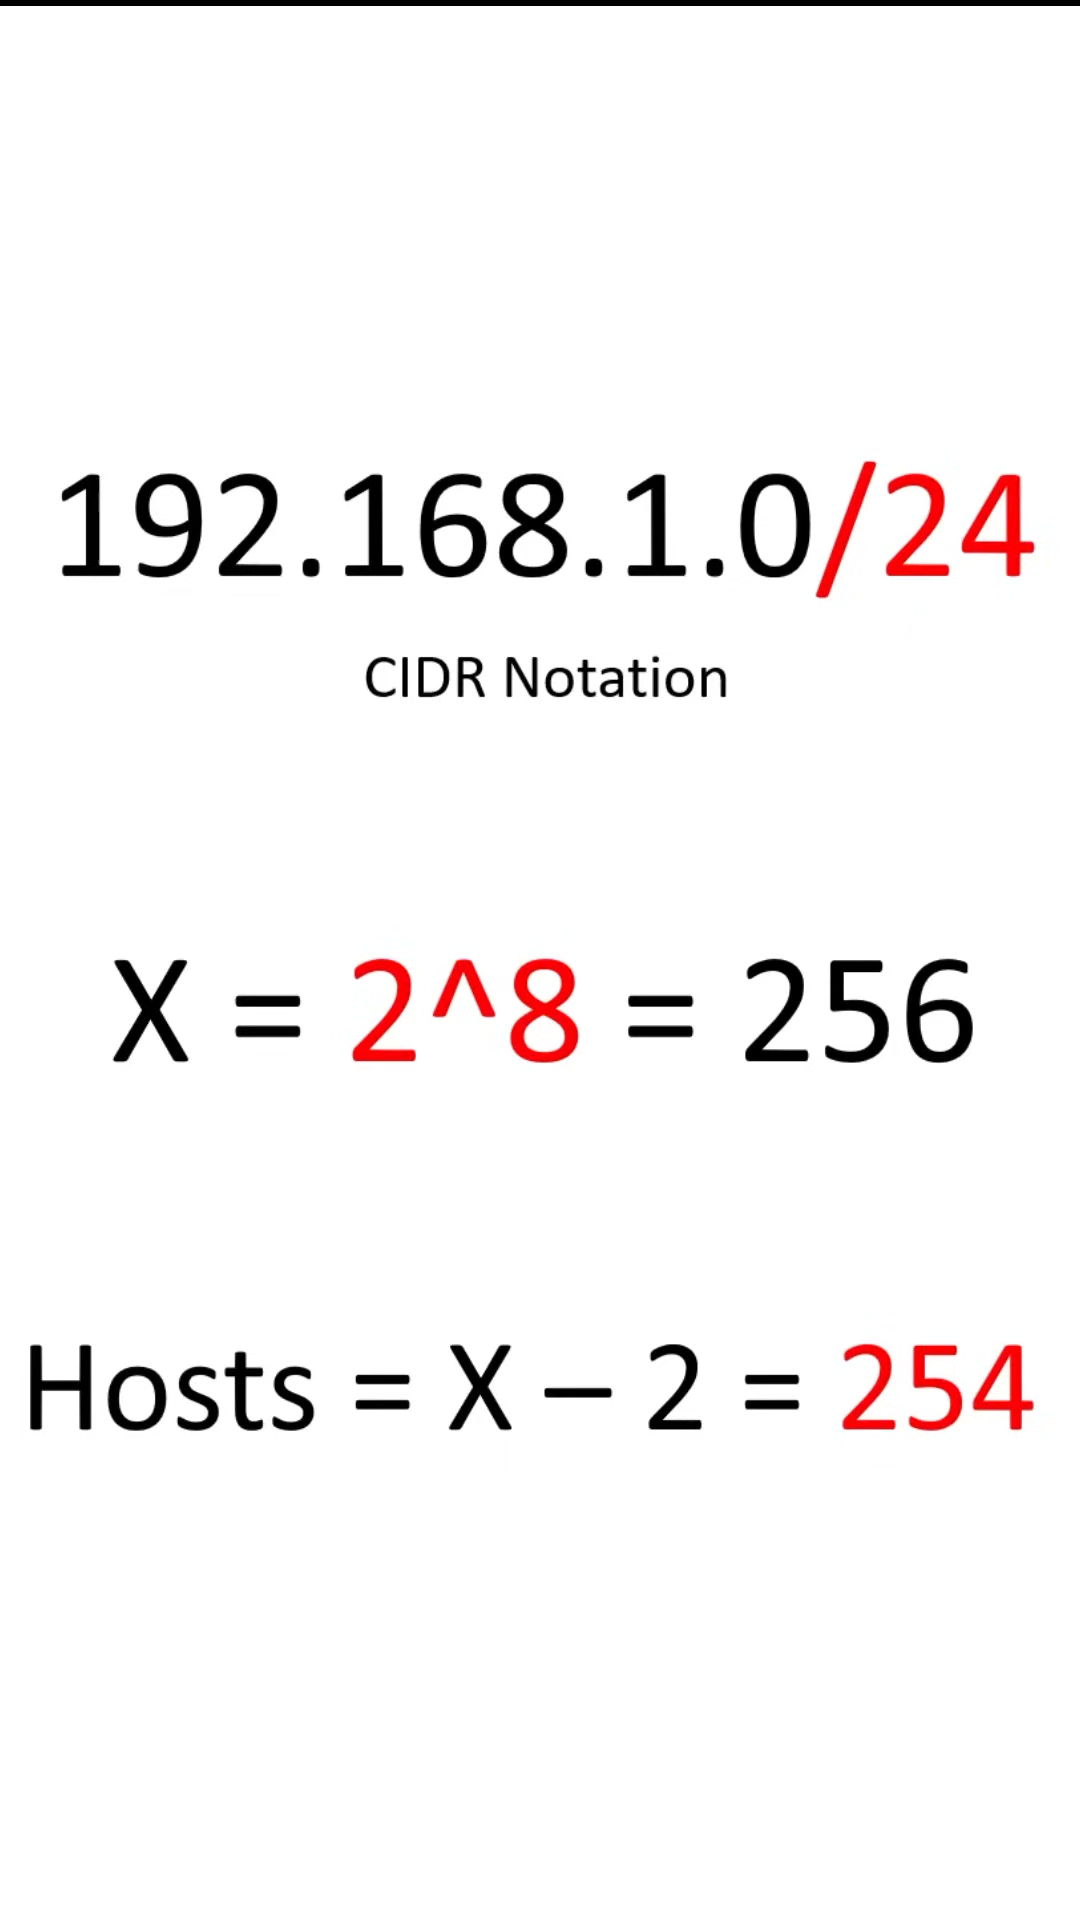 192.168.1.0/24
CIDR Notation
X = 2^8 = 256
Hosts = X – 2 = 254